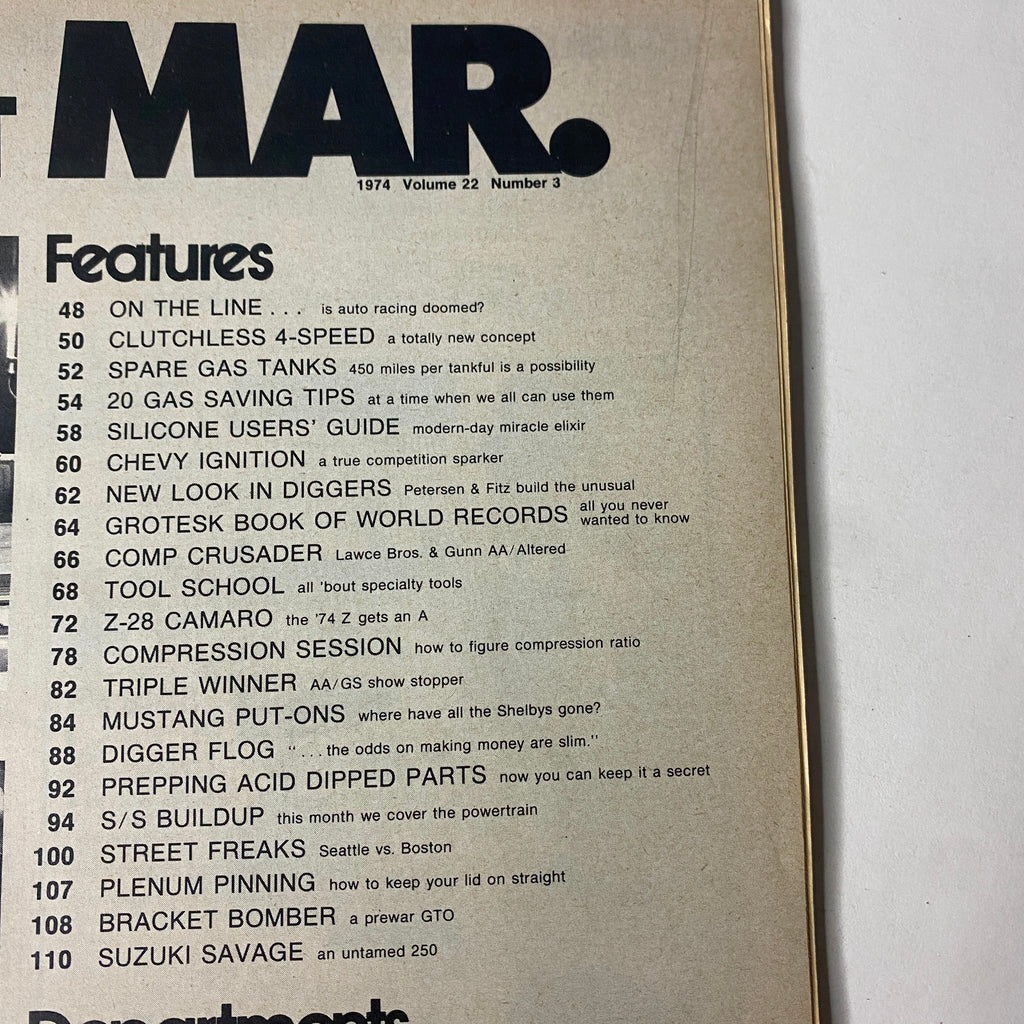 MAR.
1974 Volume 22 Number 3
Features
48 ON THE LINE . . . is auto racing doomed?
50 CLUTCHLESS 4-SPEED a totally new concept
52 SPARE GAS TANKS 450 miles per tankful is a possibility
54 20 GAS SAVING TIPS at a time when we all can use them
58 SILICONE USERS’ GUIDE modern-day miracle elixir
60 CHEVY IGNITION a true competition sparker
62 NEW LOOK IN DIGGERS Petersen & Fitz build the unusual
64 GROTESK BOOK OF WORLD RECORDS all you never
wanted to know
66 COMP CRUSADER Lawce Bros. & Gunn AA/Altered
68 TOOL SCHOOL all ’bout specialty tools
72 Z-28 CAMARO the ’74 Z gets an A
78 COMPRESSION SESSION how to figure compression ratio
82 TRIPLE WINNER AA/GS show stopper
84 MUSTANG PUT-ONS where have all the Shelbys gone?
88 DIGGER FLOG “ . . . the odds on making money are slim.”
92 PREPPING ACID DIPPED PARTS now you can keep it a secret
94 S/S BUILDUP this month we cover the powertrain
100 STREET FREAKS Seattle vs. Boston
107 PLENUM PINNING how to keep your lid on straight
108 BRACKET BOMBER a prewar GTO
110 SUZUKI SAVAGE an untamed 250
Departments